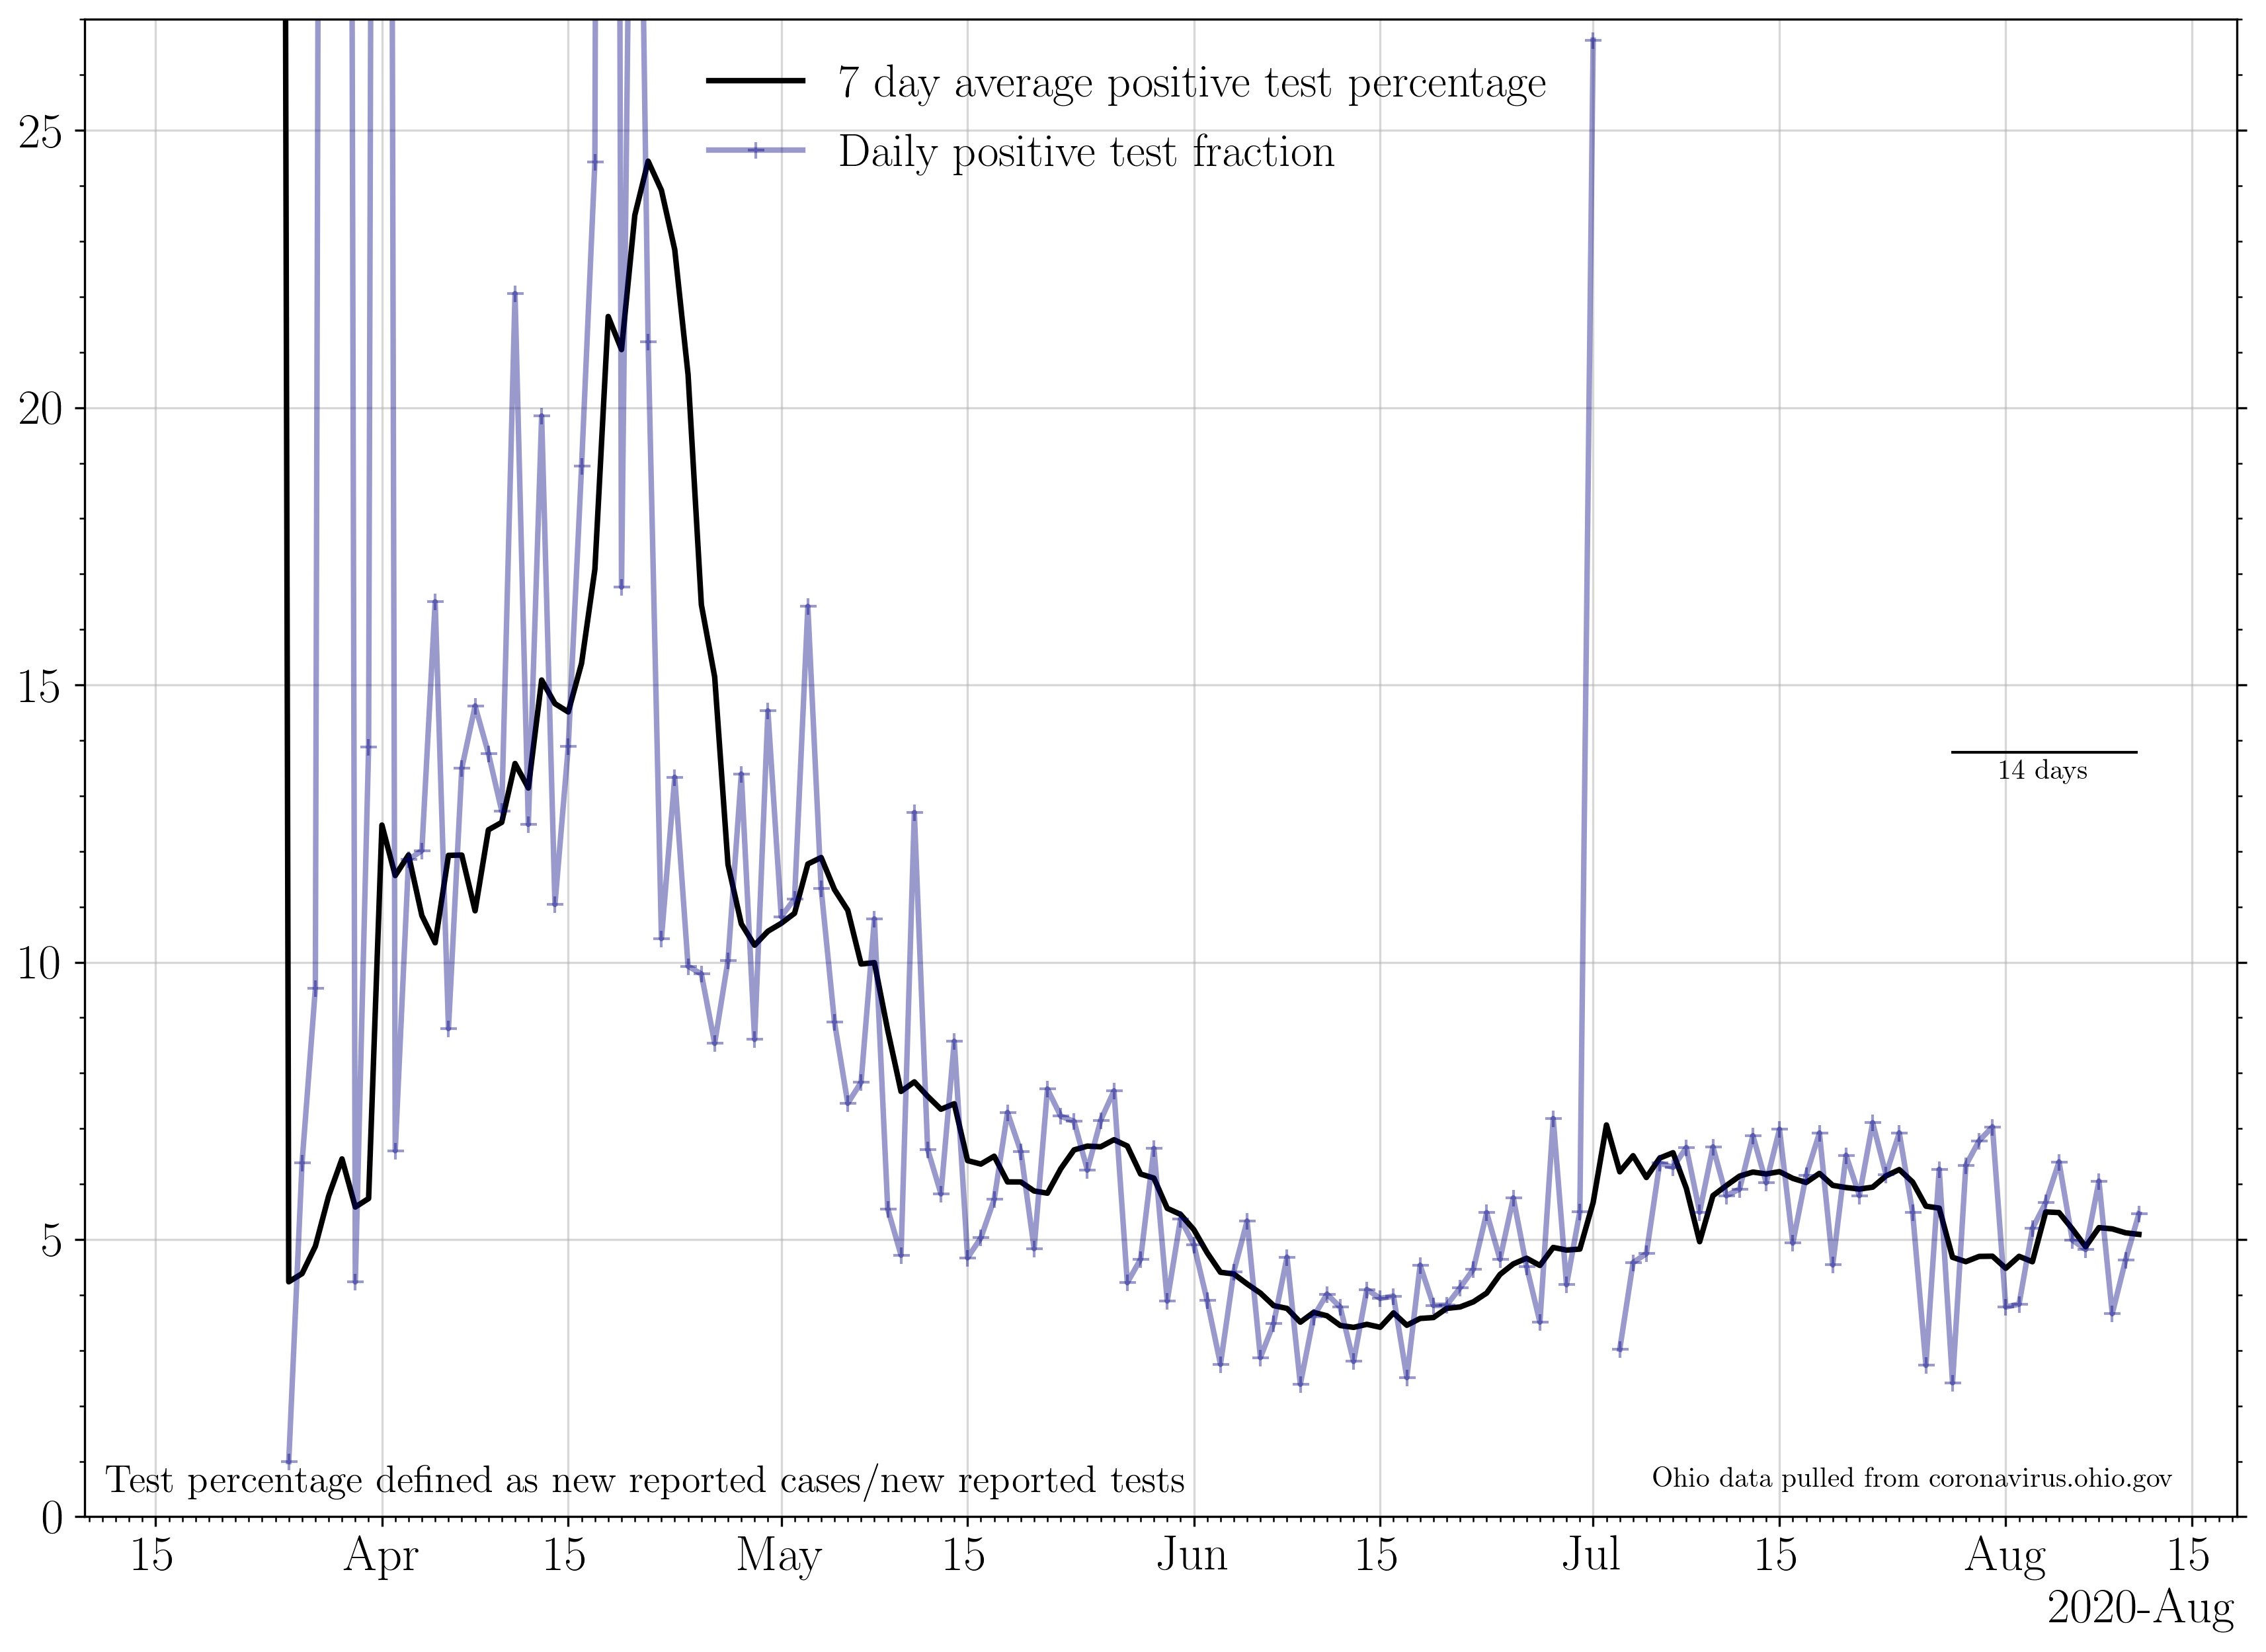 7 day average positive test percentage
Daily positive test fraction
25
20
15
10
5
0
14 days
Test percentage defined as new reported cases/new reported tests
Ohio data pulled from coronavirus.ohio.gov
15 Apr 15 May 15 Jun 15 Jul 15 Aug 15
2020-Aug